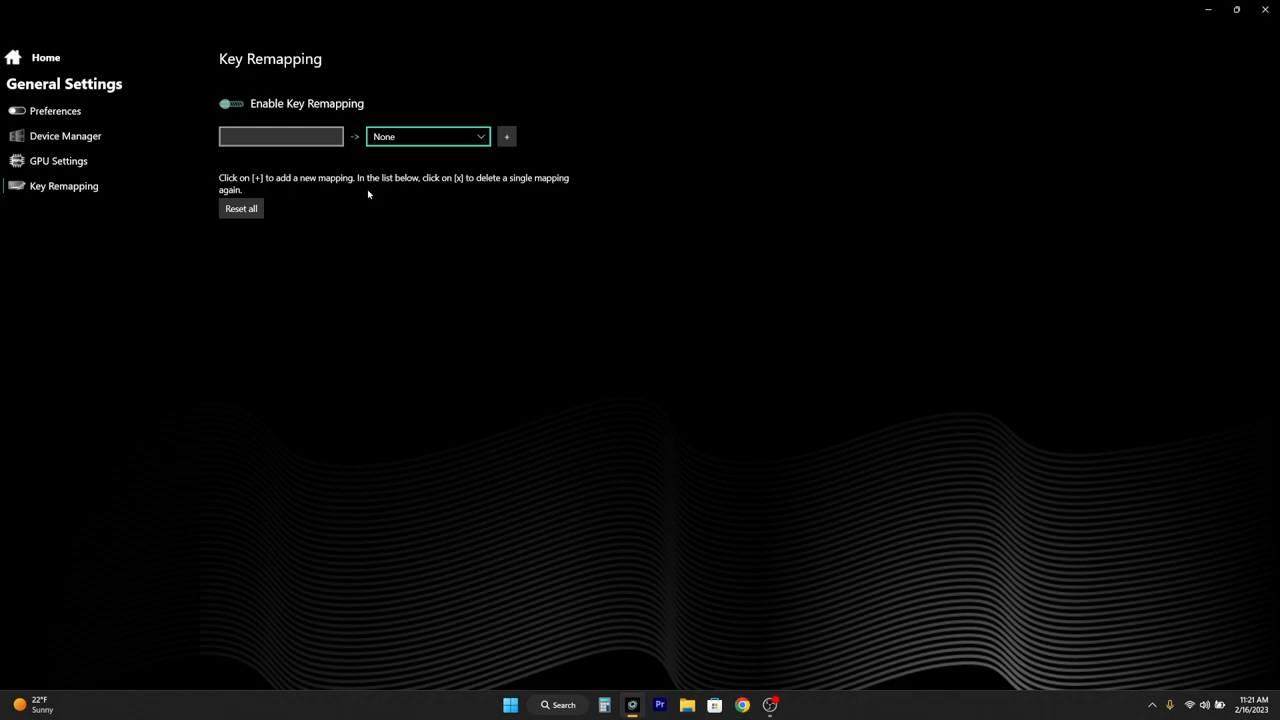 Home
Key Remapping
General Settings
Enable Key Remapping
Preferences
Device Manager
-> None +
GPU Settings
Click on [+] to add a new mapping. In the list below, click on [x] to delete a single mapping
again.
Key Remapping
Reset all
22°F
Sunny
Search
Pr
11:21 AM
2/16/2023